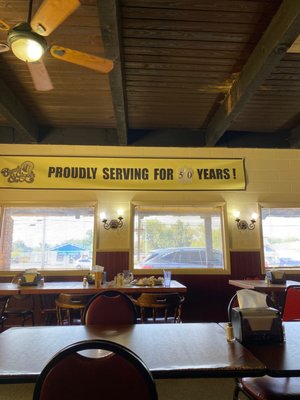 PROUDLY SERVING FOR 50 YEARS!